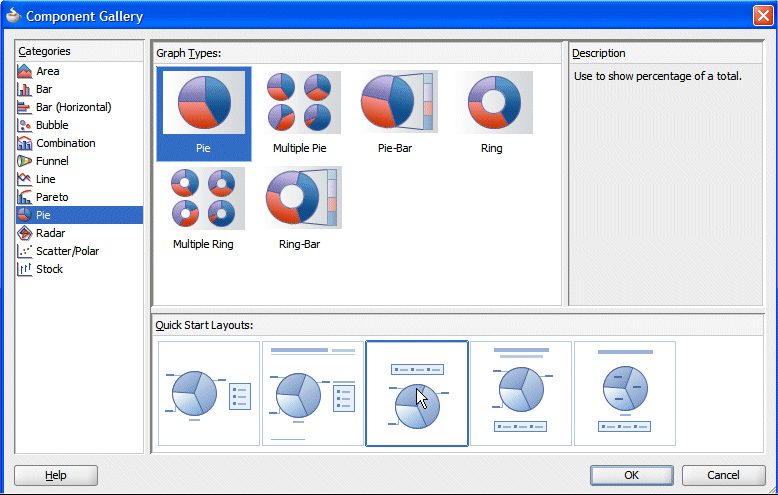 Component Gallery
Categories
Area
Bar
Bar (Horizontal)
Bubble
Combination
Funnel
Line
Pareto
Pie
Radar
Scatter/Polar
Stock
Graph Types:
Pie
Multiple Pie
Pie-Bar
Ring
Multiple Ring
Ring-Bar
Description
Use to show percentage of a total.
Quick Start Layouts:
Help
OK
Cancel